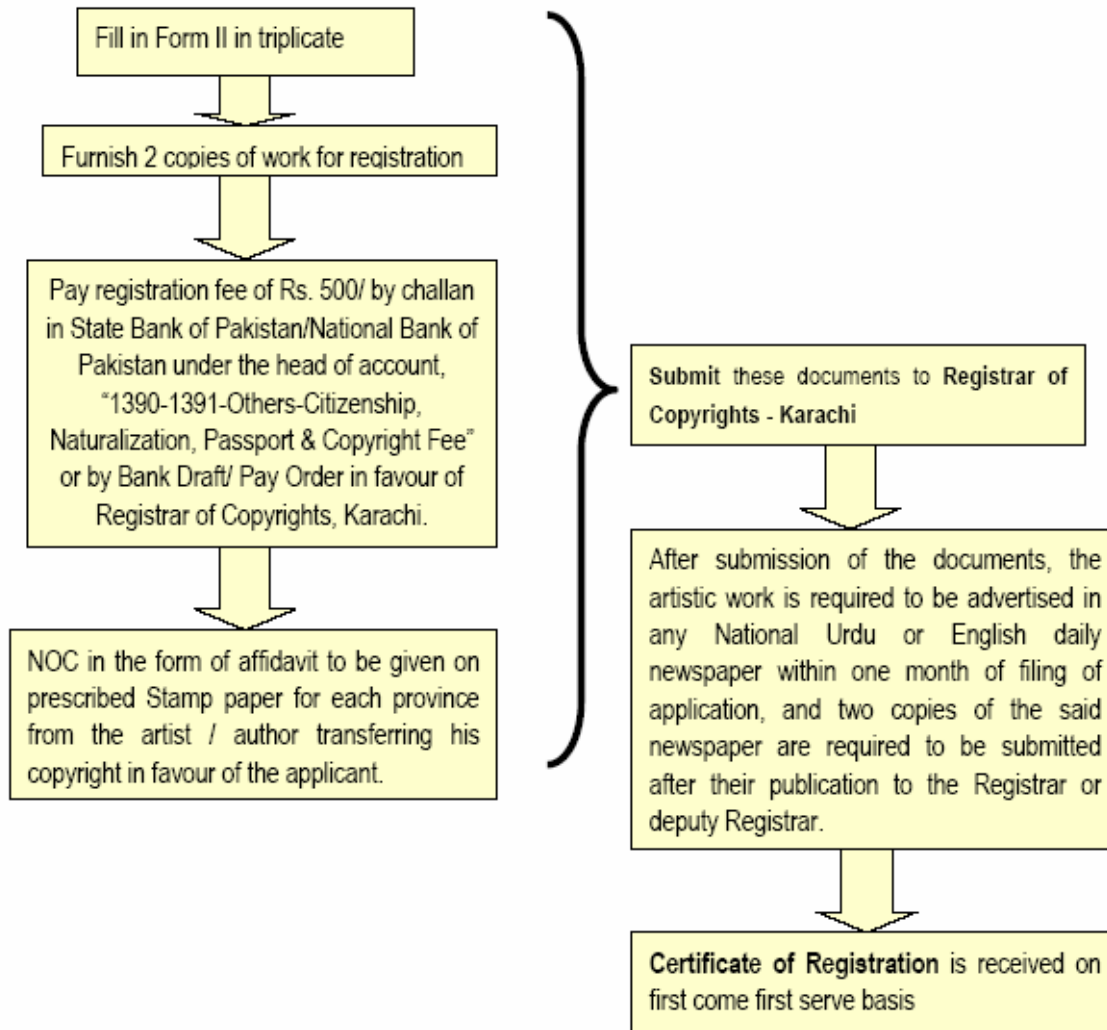 Fill in Form II in triplicate
Furnish 2 copies of work for registration
Pay registration fee of Rs. 500/ by challan
in State Bank of Pakistan/National Bank of
Pakistan under the head of account,
“1390-1391-Others-Citizenship,
Naturalization, Passport & Copyright Fee”
or by Bank Draft/ Pay Order in favour of
Registrar of Copyrights, Karachi.
NOC in the form of affidavit to be given on
prescribed Stamp paper for each province
from the artist / author transferring his
copyright in favour of the applicant.
Submit these documents to Registrar of
Copyrights - Karachi
After submission of the documents, the
artistic work is required to be advertised in
any National Urdu or English daily
newspaper within one month of filing of
application, and two copies of the said
newspaper are required to be submitted
after their publication to the Registrar or
deputy Registrar.
Certificate of Registration is received on
first come first serve basis